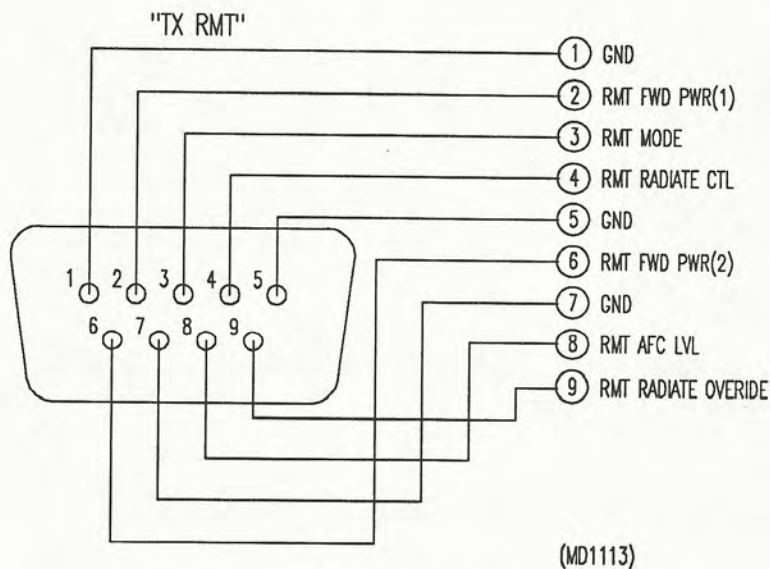 "TX RMT"
1 GND
2 RMT FWD PWR(1)
3 RMT MODE
4 RMT RADIATE CTL
5 GND
6 RMT FWD PWR(2)
7 GND
8 RMT AFC LVL
9 RMT RADIATE OVERIDE
1 2 3 4 5
6 7 8 9
(MD1113)